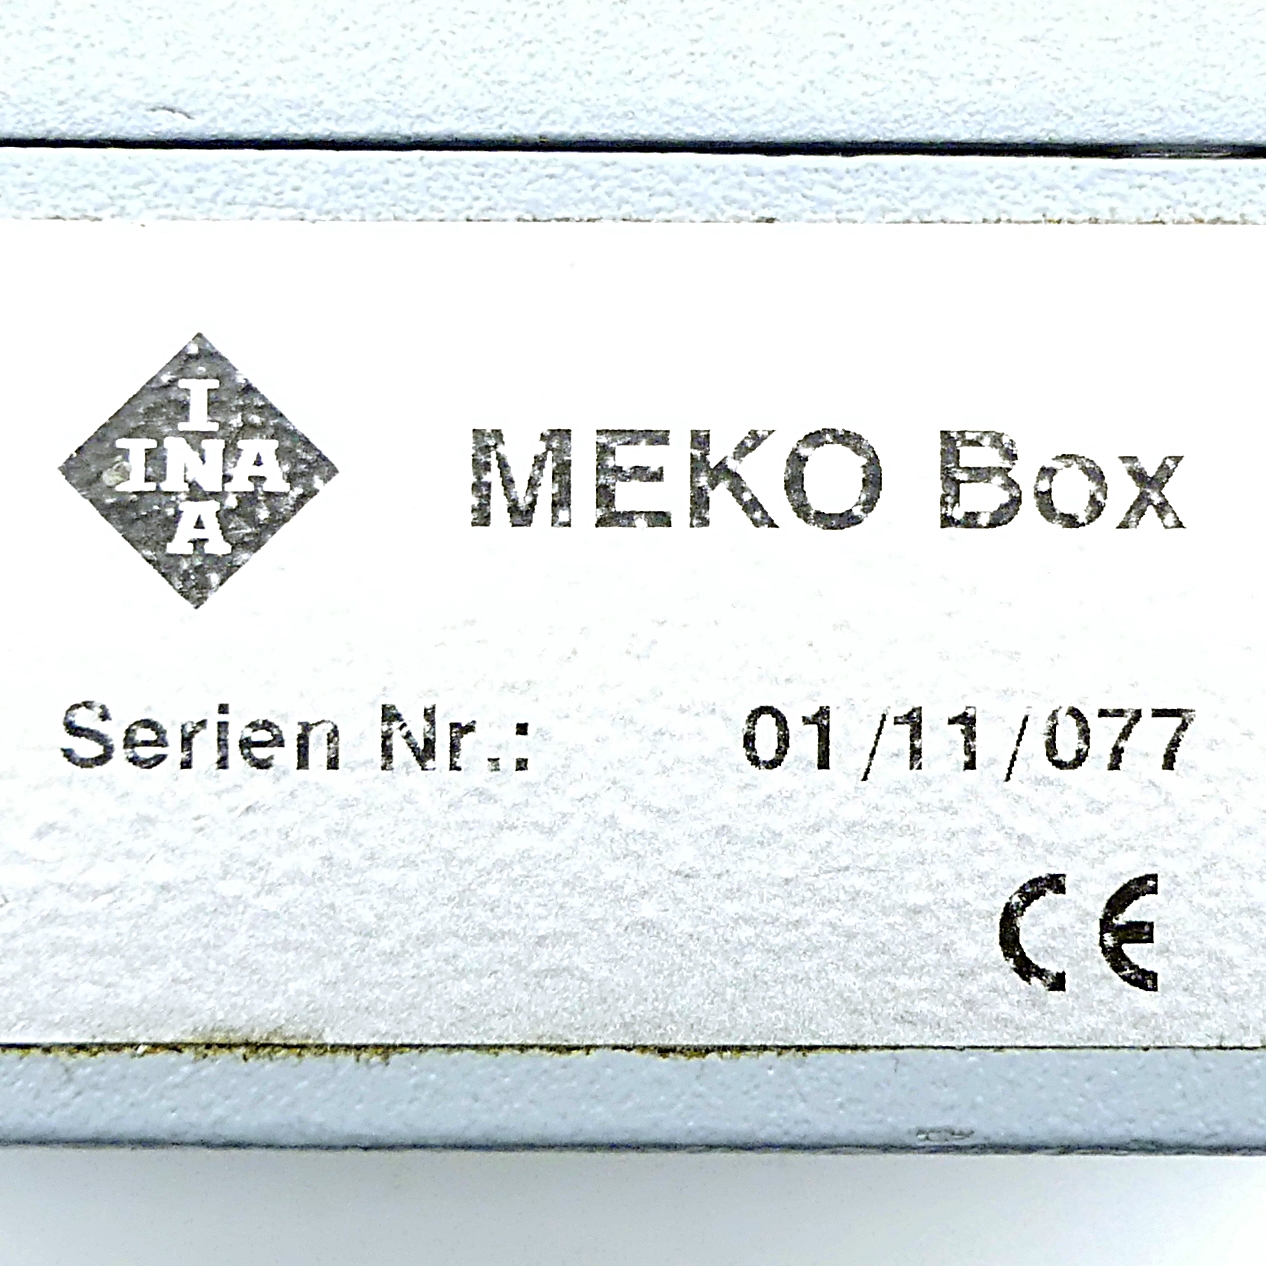 I
INA
A
MEKO Box
Serien Nr.: 01/11/077
CE